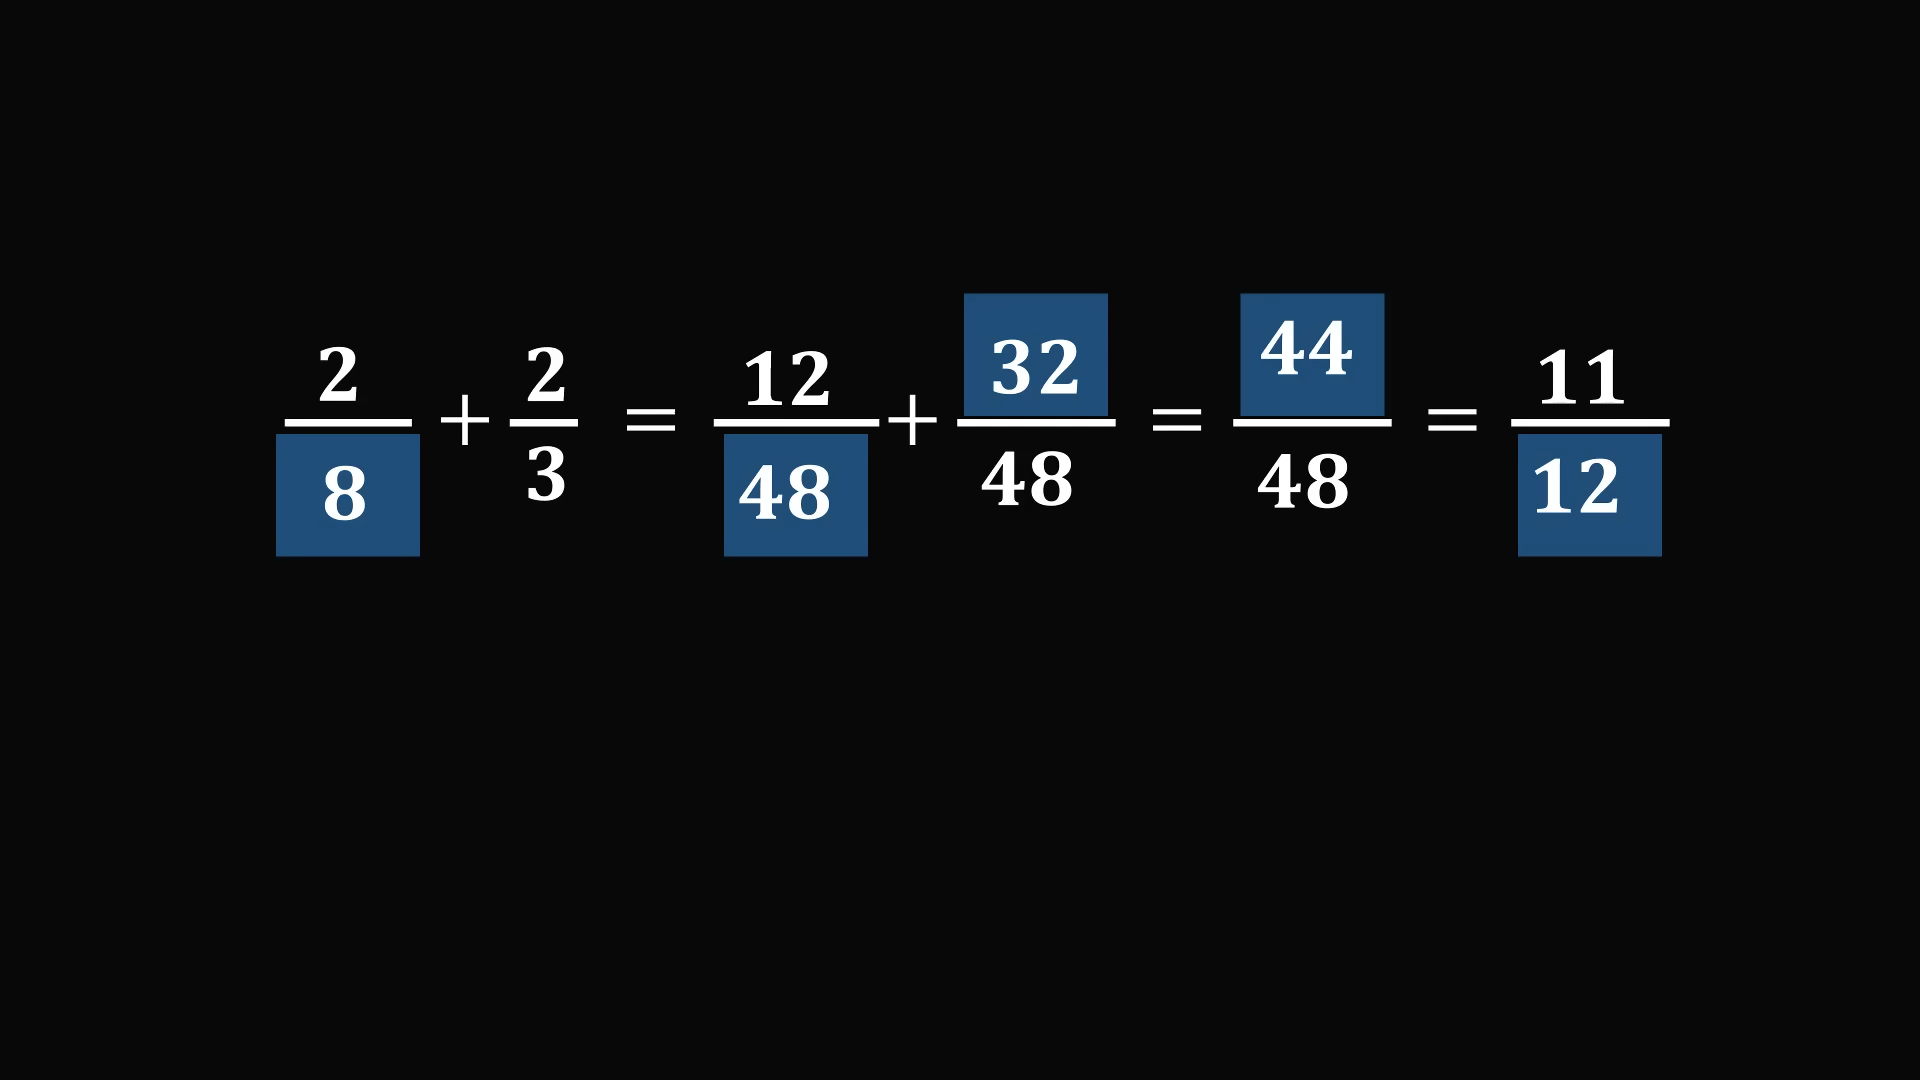 2/8 + 2/3 = 12/48 + 32/48 = 44/48 = 11/12